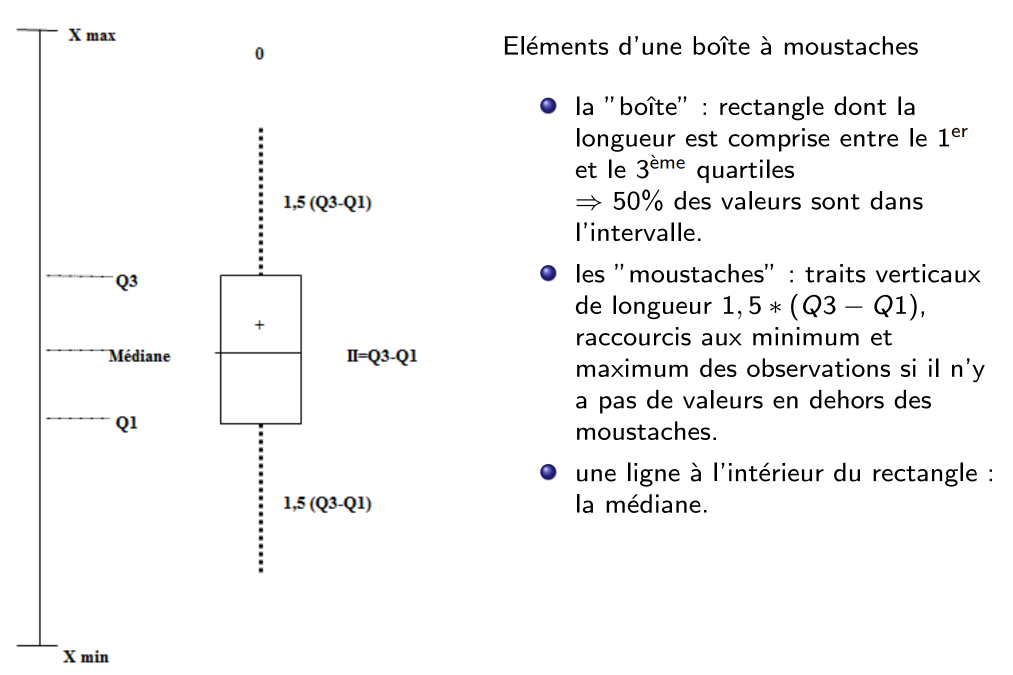 X max
0
1,5 (Q3-Q1)
Q3
+
Médiane
II=Q3-Q1
Q1
1,5 (Q3-Q1)
X min
Eléments d'une boîte à moustaches
la "boîte" : rectangle dont la
longueur est comprise entre le 1er
et le 3ème quartiles
⇒ 50% des valeurs sont dans
l'intervalle.
les "moustaches" : traits verticaux
de longueur 1, 5 ∗ (Q3 − Q1),
raccourcis aux minimum et
maximum des observations si il n'y
a pas de valeurs en dehors des
moustaches.
une ligne à l'intérieur du rectangle :
la médiane.